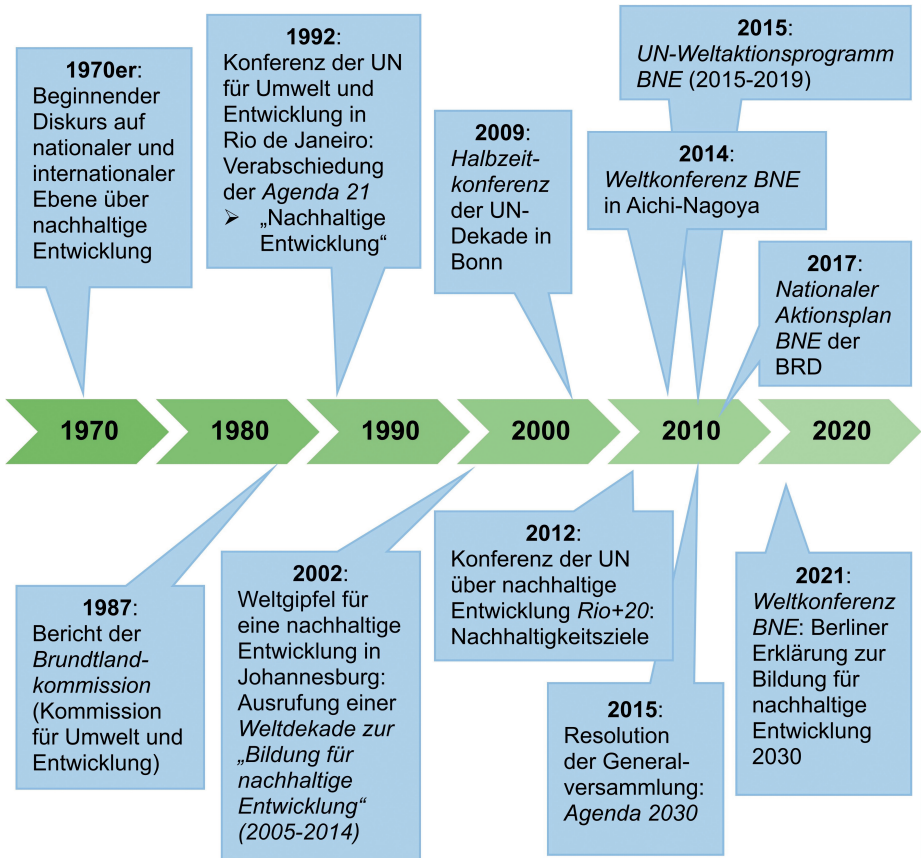 1970er:
Beginnender
Diskurs auf
nationaler und
internationaler
Ebene über
nachhaltige
Entwicklung
1992:
Konferenz der UN
für Umwelt und
Entwicklung in
Rio de Janeiro:
Verabschiedung
der Agenda 21
➢ „Nachhaltige
Entwicklung“
2009:
Halbzeit-
konferenz
der UN-
Dekade in
Bonn
2015:
UN-Weltaktionsprogramm
BNE (2015-2019)
2014:
Weltkonferenz BNE
in Aichi-Nagoya
2017:
Nationaler
Aktionsplan
BNE der
BRD
1970 1980 1990 2000 2010 2020
1987:
Bericht der
Brundtland-
kommission
(Kommission
für Umwelt und
Entwicklung)
2002:
Weltgipfel für
eine nachhaltige
Entwicklung in
Johannesburg:
Ausrufung einer
Weltdekade zur
„Bildung für
nachhaltige
Entwicklung“
(2005-2014)
2012:
Konferenz der UN
über nachhaltige
Entwicklung Rio+20:
Nachhaltigkeitsziele
2015:
Resolution
der General-
versammlung:
Agenda 2030
2021:
Weltkonferenz
BNE: Berliner
Erklärung zur
Bildung für
nachhaltige
Entwicklung
2030